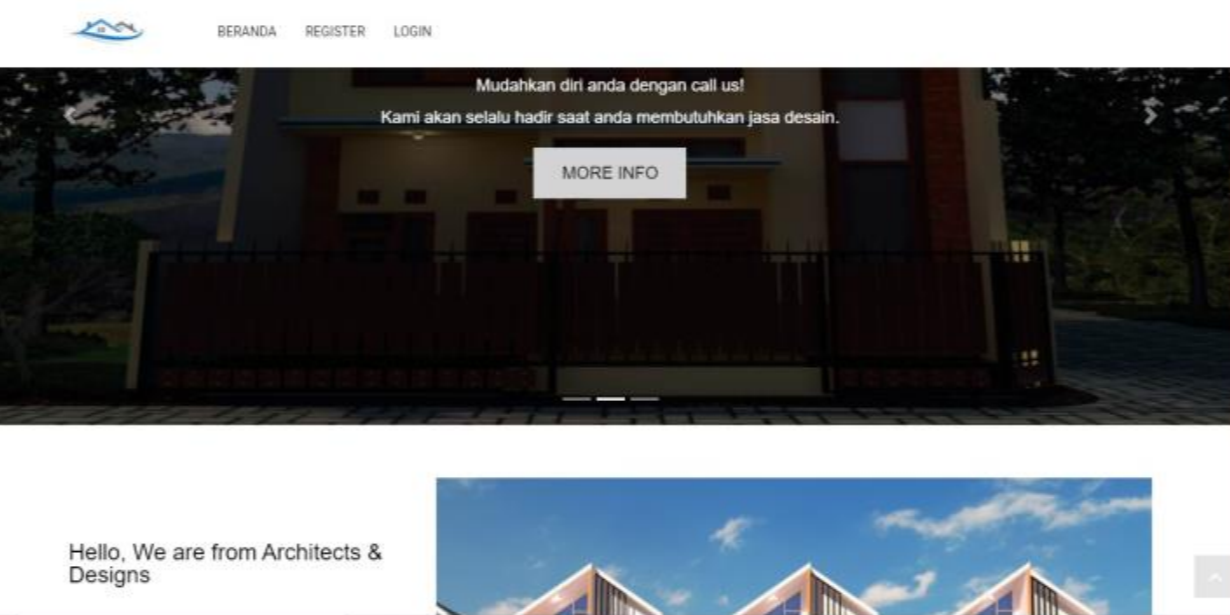 BERANDA REGISTER LOGIN
Mudahkan diri anda dengan call us!
Kami akan selalu hadir saat anda membutuhkan jasa desain.
MORE INFO
Hello, We are from Architects &
Designs